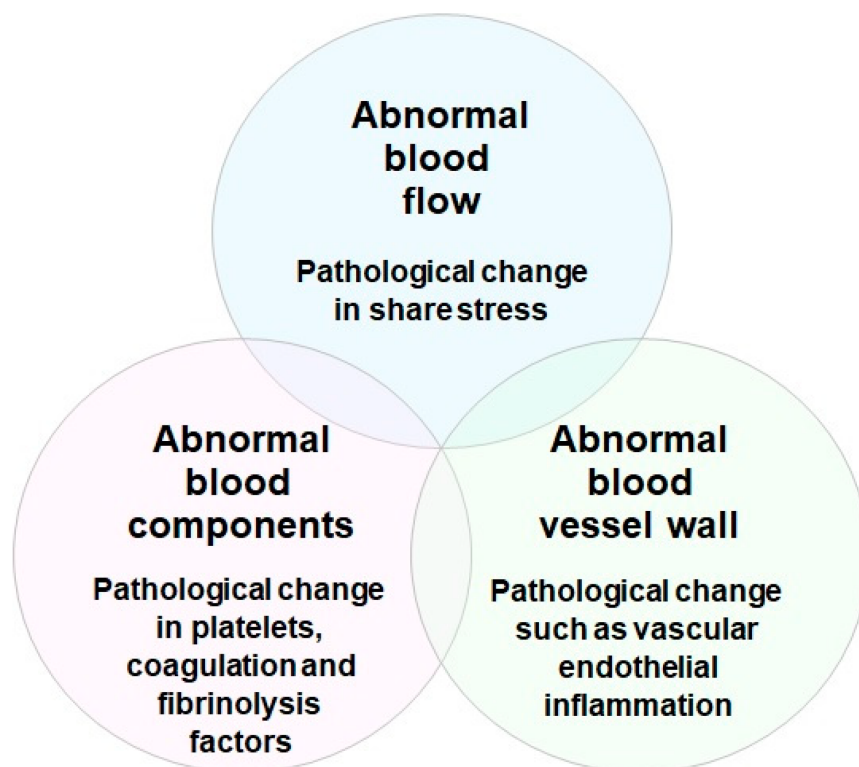 Abnormal
blood
flow
Pathological change
in share stress
Abnormal
blood
components
Pathological change
in platelets,
coagulation and
fibrinolysis
factors
Abnormal
blood
vessel wall
Pathological change
such as vascular
endothelial
inflammation